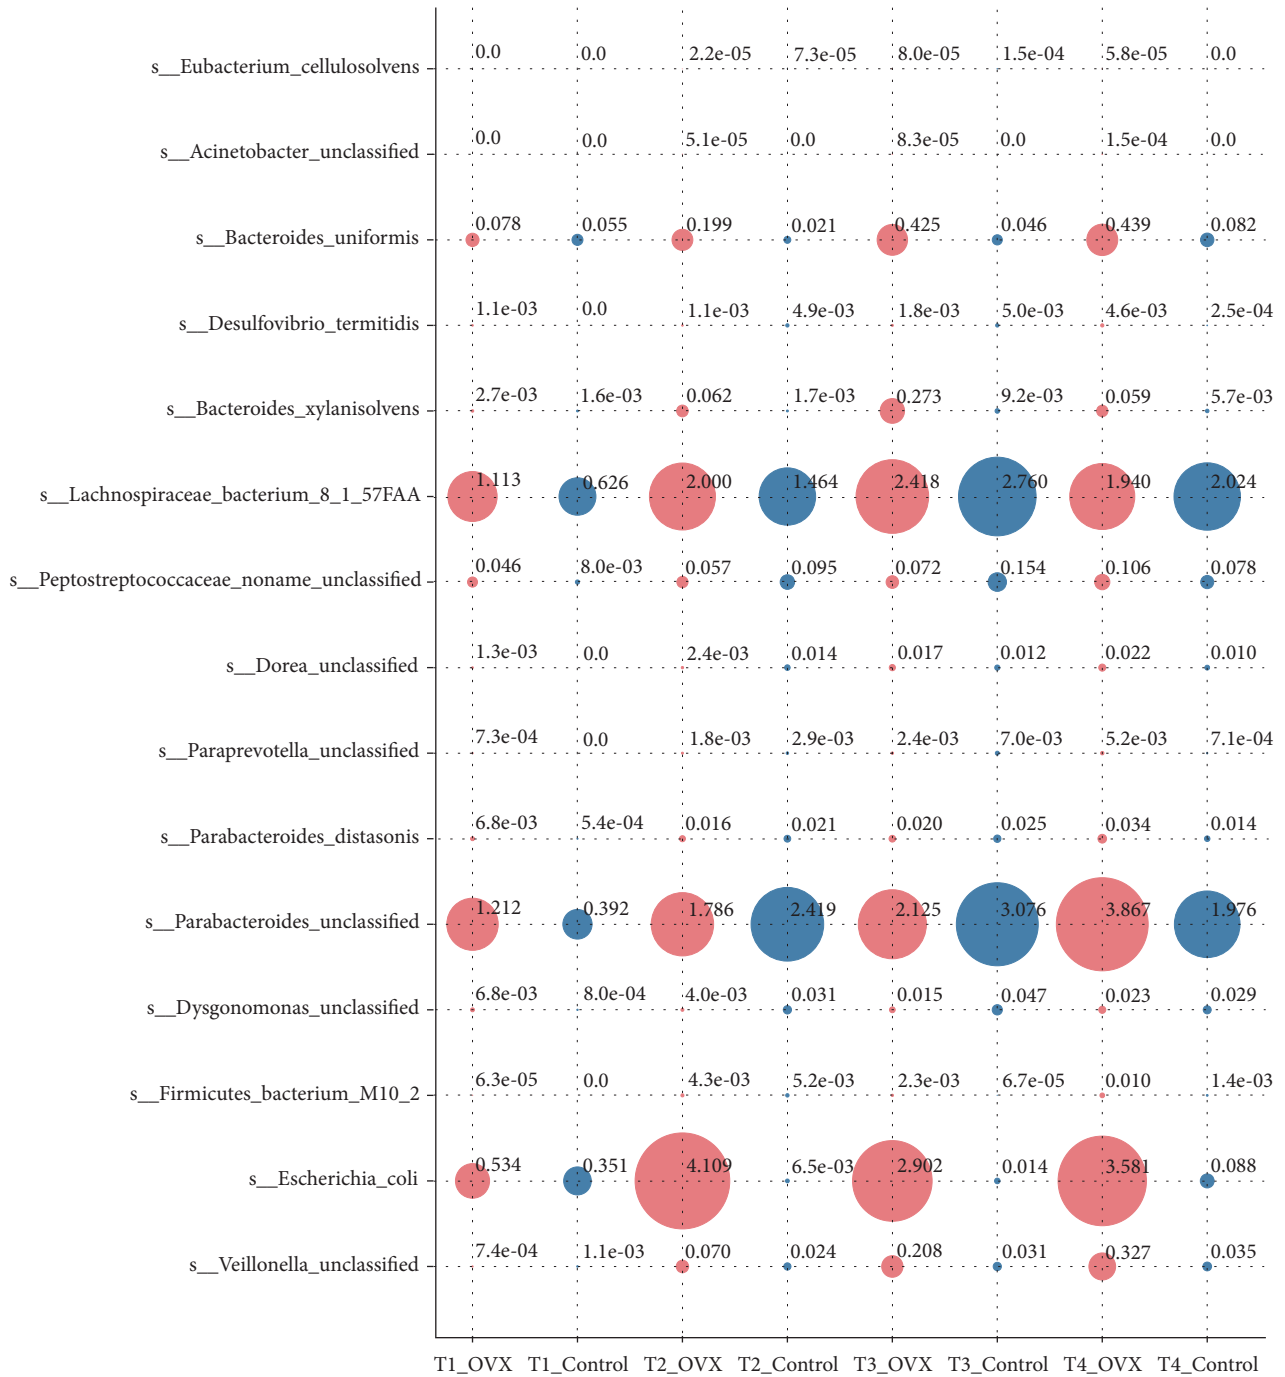 s__Eubacterium_cellulosolvens 0.0 0.0 2.2e-05 7.3e-05 8.0e-05 1.5e-04 5.8e-05 0.0
s__Acinetobacter_unclassified 0.0 0.0 5.1e-05 0.0 8.3e-05 0.0 1.5e-04 0.0
s__Bacteroides_uniformis 0.078 0.055 0.199 0.021 0.425 0.046 0.439 0.082
s__Desulfovibrio_termitidis 1.1e-03 0.0 1.1e-03 4.9e-03 1.8e-03 5.0e-03 4.6e-03 2.5e-04
s__Bacteroides_xylanisolvens 2.7e-03 1.6e-03 0.062 1.7e-03 0.273 9.2e-03 0.059 5.7e-03
s__Lachnospiraceae_bacterium_8_1_57FAA 1.113 0.626 2.000 1.464 2.418 2.760 1.940 2.024
s__Peptostreptococcaceae_noname_unclassified 0.046 8.0e-03 0.057 0.095 0.072 0.154 0.106 0.078
s__Dorea_unclassified 1.3e-03 0.0 2.4e-03 0.014 0.017 0.012 0.022 0.010
s__Paraprevotella_unclassified 7.3e-04 0.0 1.8e-03 2.9e-03 2.4e-03 7.0e-03 5.2e-03 7.1e-04
s__Parabacteroides_distasonis 6.8e-03 5.4e-04 0.016 0.021 0.020 0.025 0.034 0.014
s__Parabacteroides_unclassified 1.212 0.392 1.786 2.419 2.125 3.076 3.867 1.976
s__Dysgonomonas_unclassified 6.8e-03 8.0e-04 4.0e-03 0.031 0.015 0.047 0.023 0.029
s__Firmicutes_bacterium_M10_2 6.3e-05 0.0 4.3e-03 5.2e-03 2.3e-03 6.7e-05 0.010 1.4e-03
s__Escherichia_coli 0.534 0.351 4.109 6.5e-03 2.902 0.014 3.581 0.088
s__Veillonella_unclassified 7.4e-04 1.1e-03 0.070 0.024 0.208 0.031 0.327 0.035
T1_OVX T1_Control T2_OVX T2_Control T3_OVX T3_Control T4_OVX T4_Control